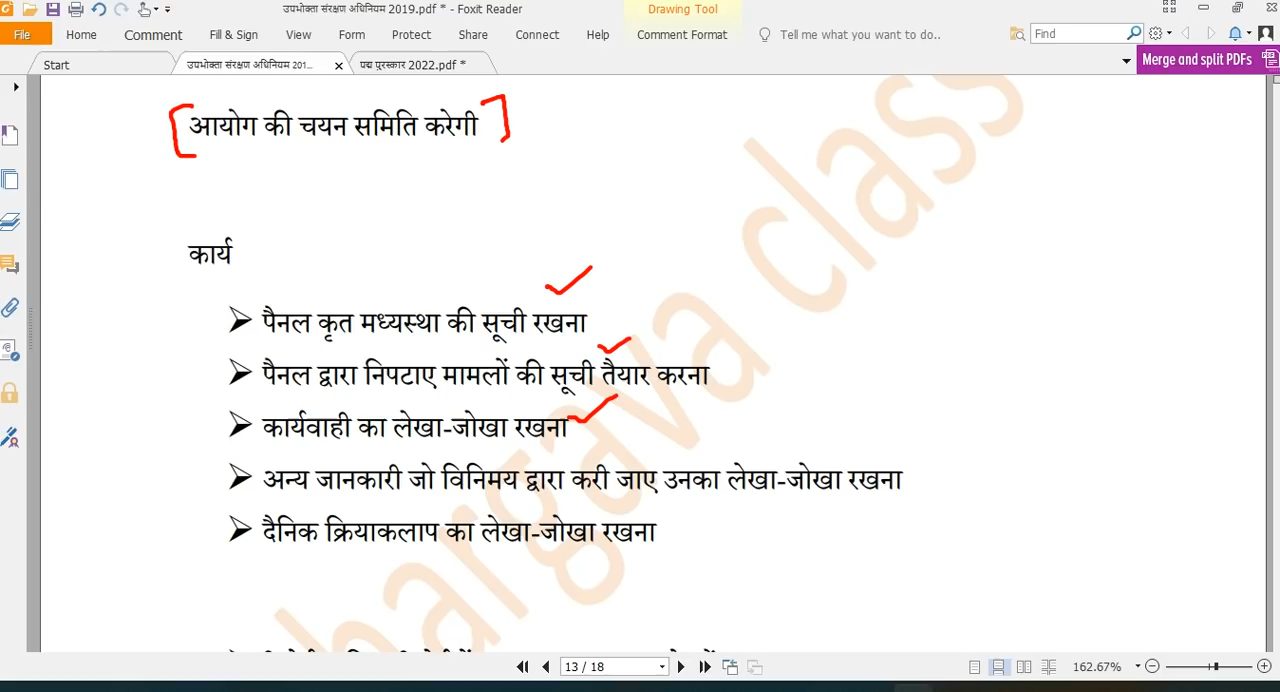 उपभोक्ता संरक्षण अधिनियम 2019.pdf * - Foxit Reader
Drawing Tool
File Home Comment Fill & Sign View Form Protect Share Connect Help Comment Format Tell me what you want to do.. Find
Start उपभोक्ता संरक्षण अधिनियम 201... पद्म पुरस्कार 2022.pdf * Merge and split PDFs
आयोग की चयन समिति करेगी
कार्य
पैनल कृत मध्यस्था की सूची रखना
पैनल द्वारा निपटाए मामलों की सूची तैयार करना
कार्यवाही का लेखा-जोखा रखना
अन्य जानकारी जो विनिमय द्वारा करी जाए उनका लेखा-जोखा रखना
दैनिक क्रियाकलाप का लेखा-जोखा रखना
bhargava class
13 / 18 162.67%